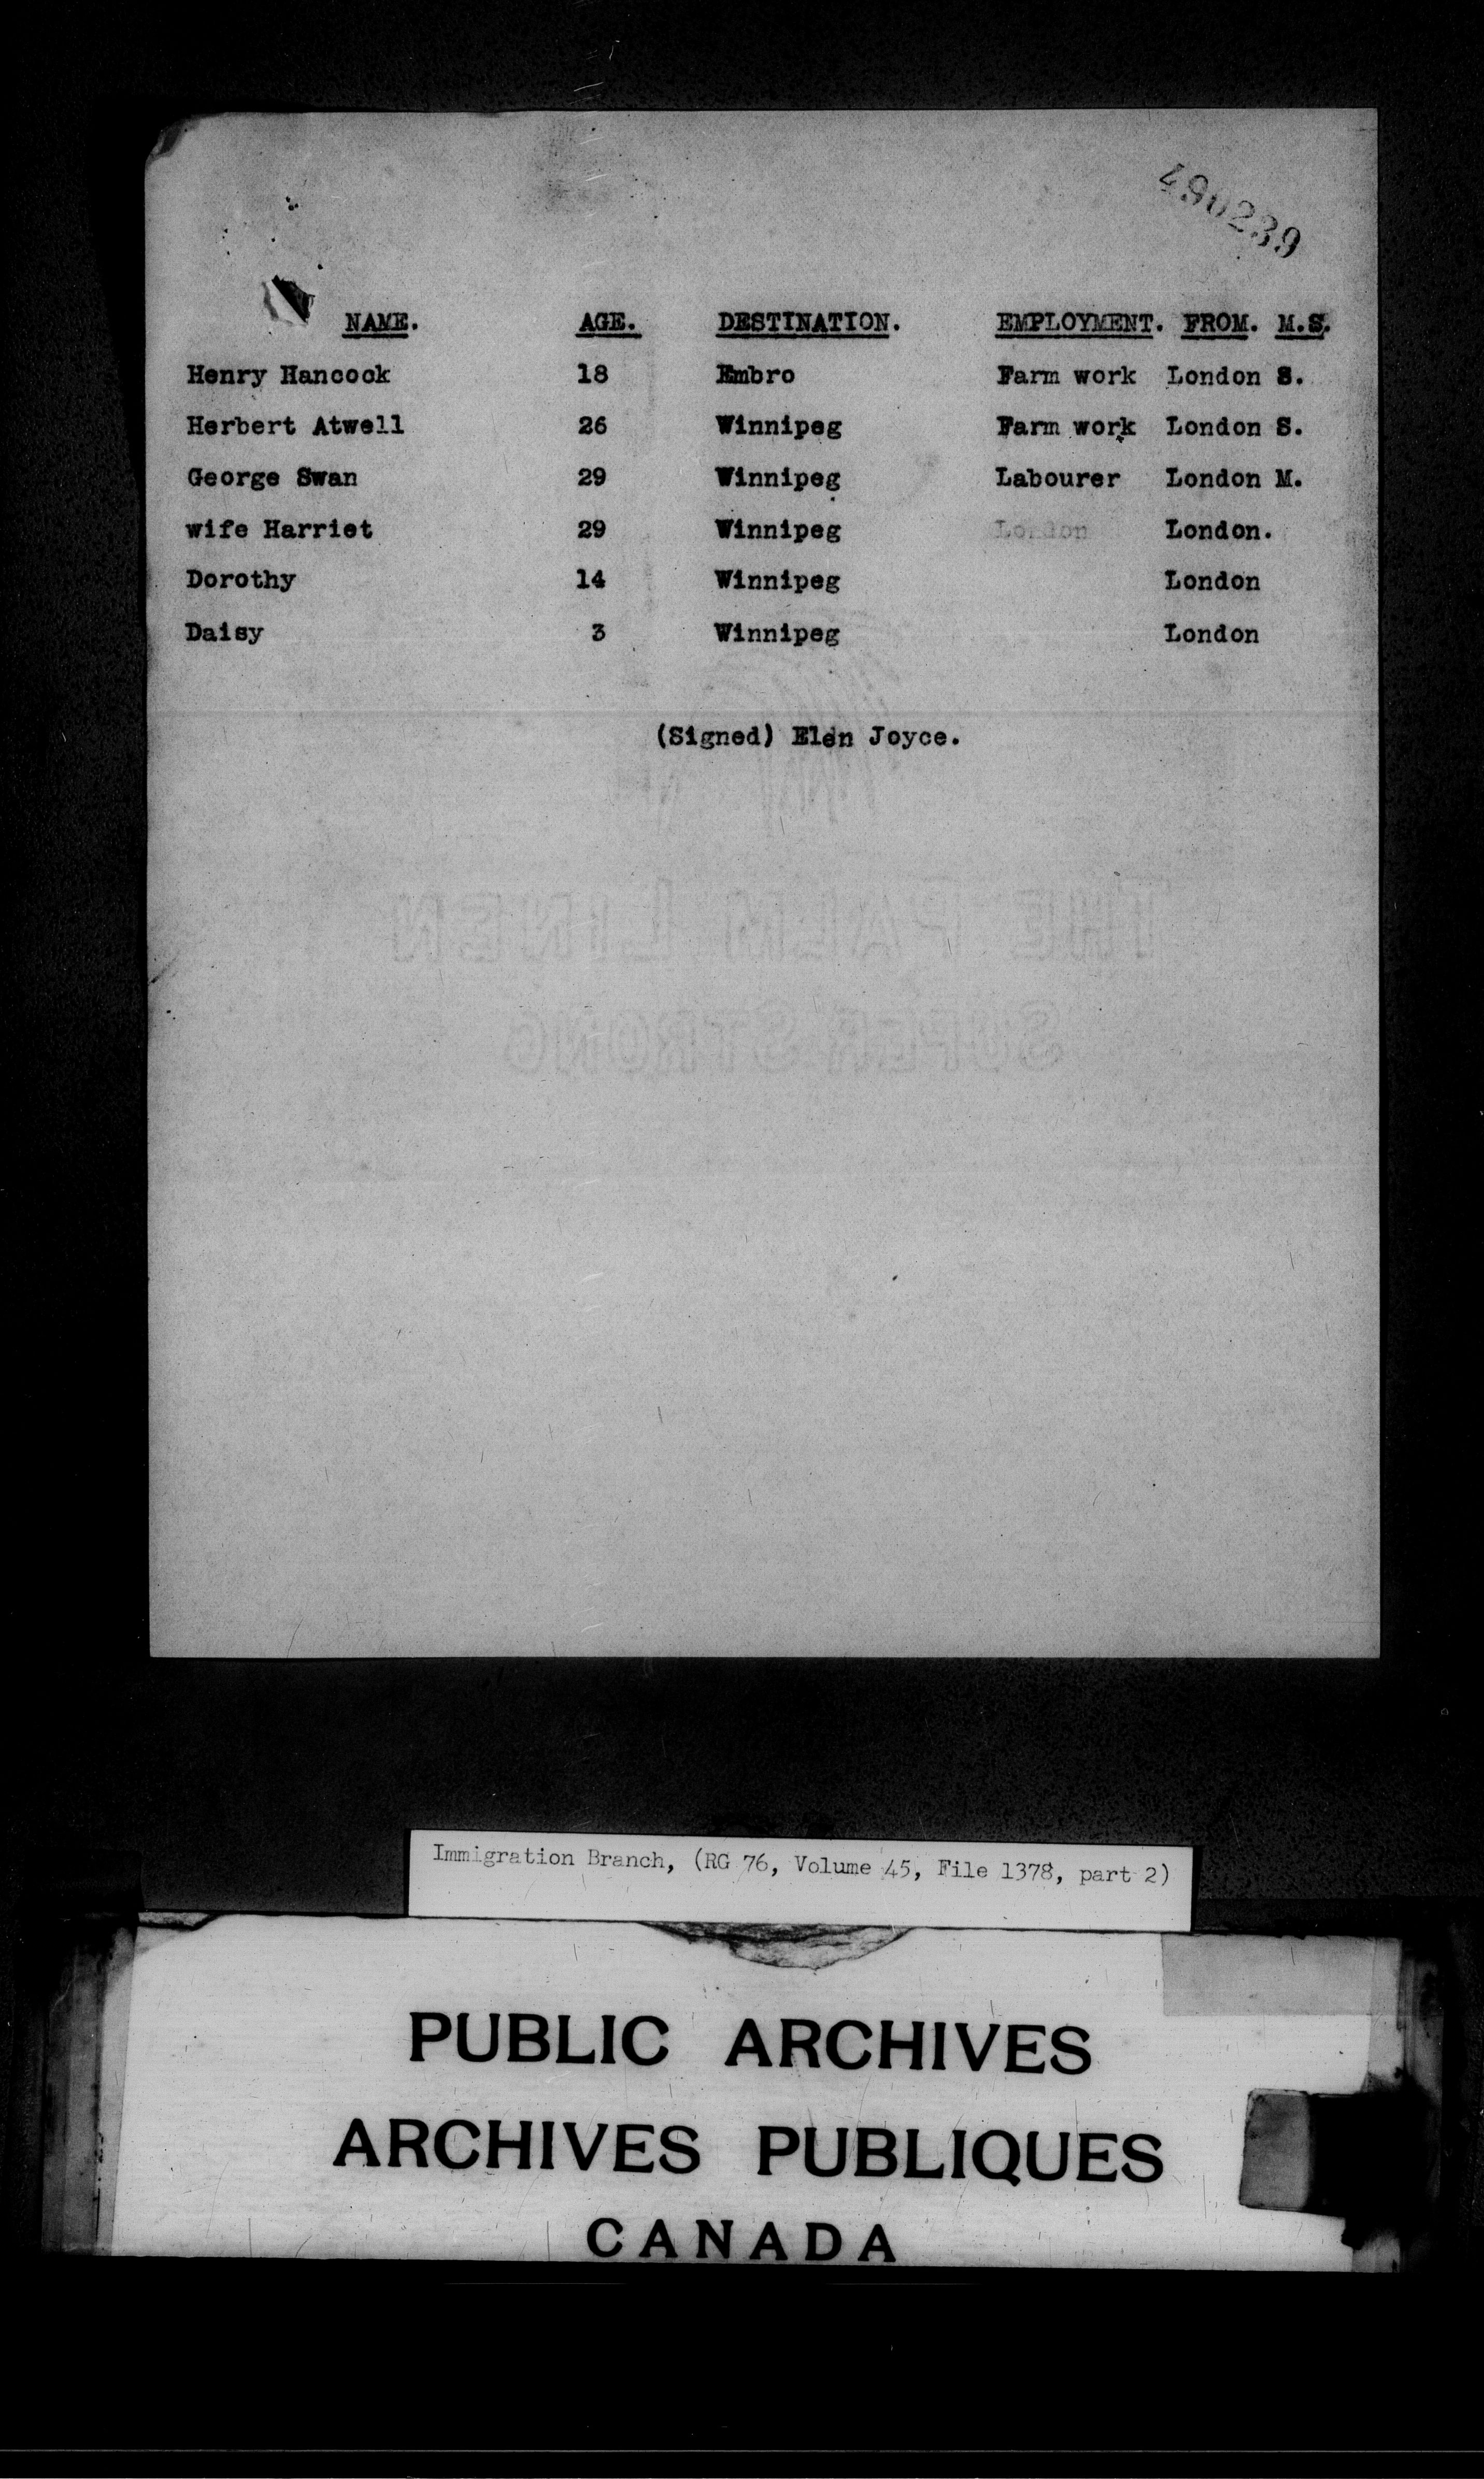 490239
NAME. AGE. DESTINATION. EMPLOYMENT. FROM. M.S.
Henry Hancock 18 Embro Farm work London S.
Herbert Atwell 26 Winnipeg Farm work London S.
George Swan 29 Winnipeg Labourer London M.
wife Harriet 29 Winnipeg London London.
Dorothy 14 Winnipeg London
Daisy 3 Winnipeg London
(Signed) Elen Joyce.
THE PALM LINEN
SUPER STRONG
Immigration Branch, (RG 76, Volume 45, File 1378, part 2)
PUBLIC ARCHIVES
ARCHIVES PUBLIQUES
CANADA